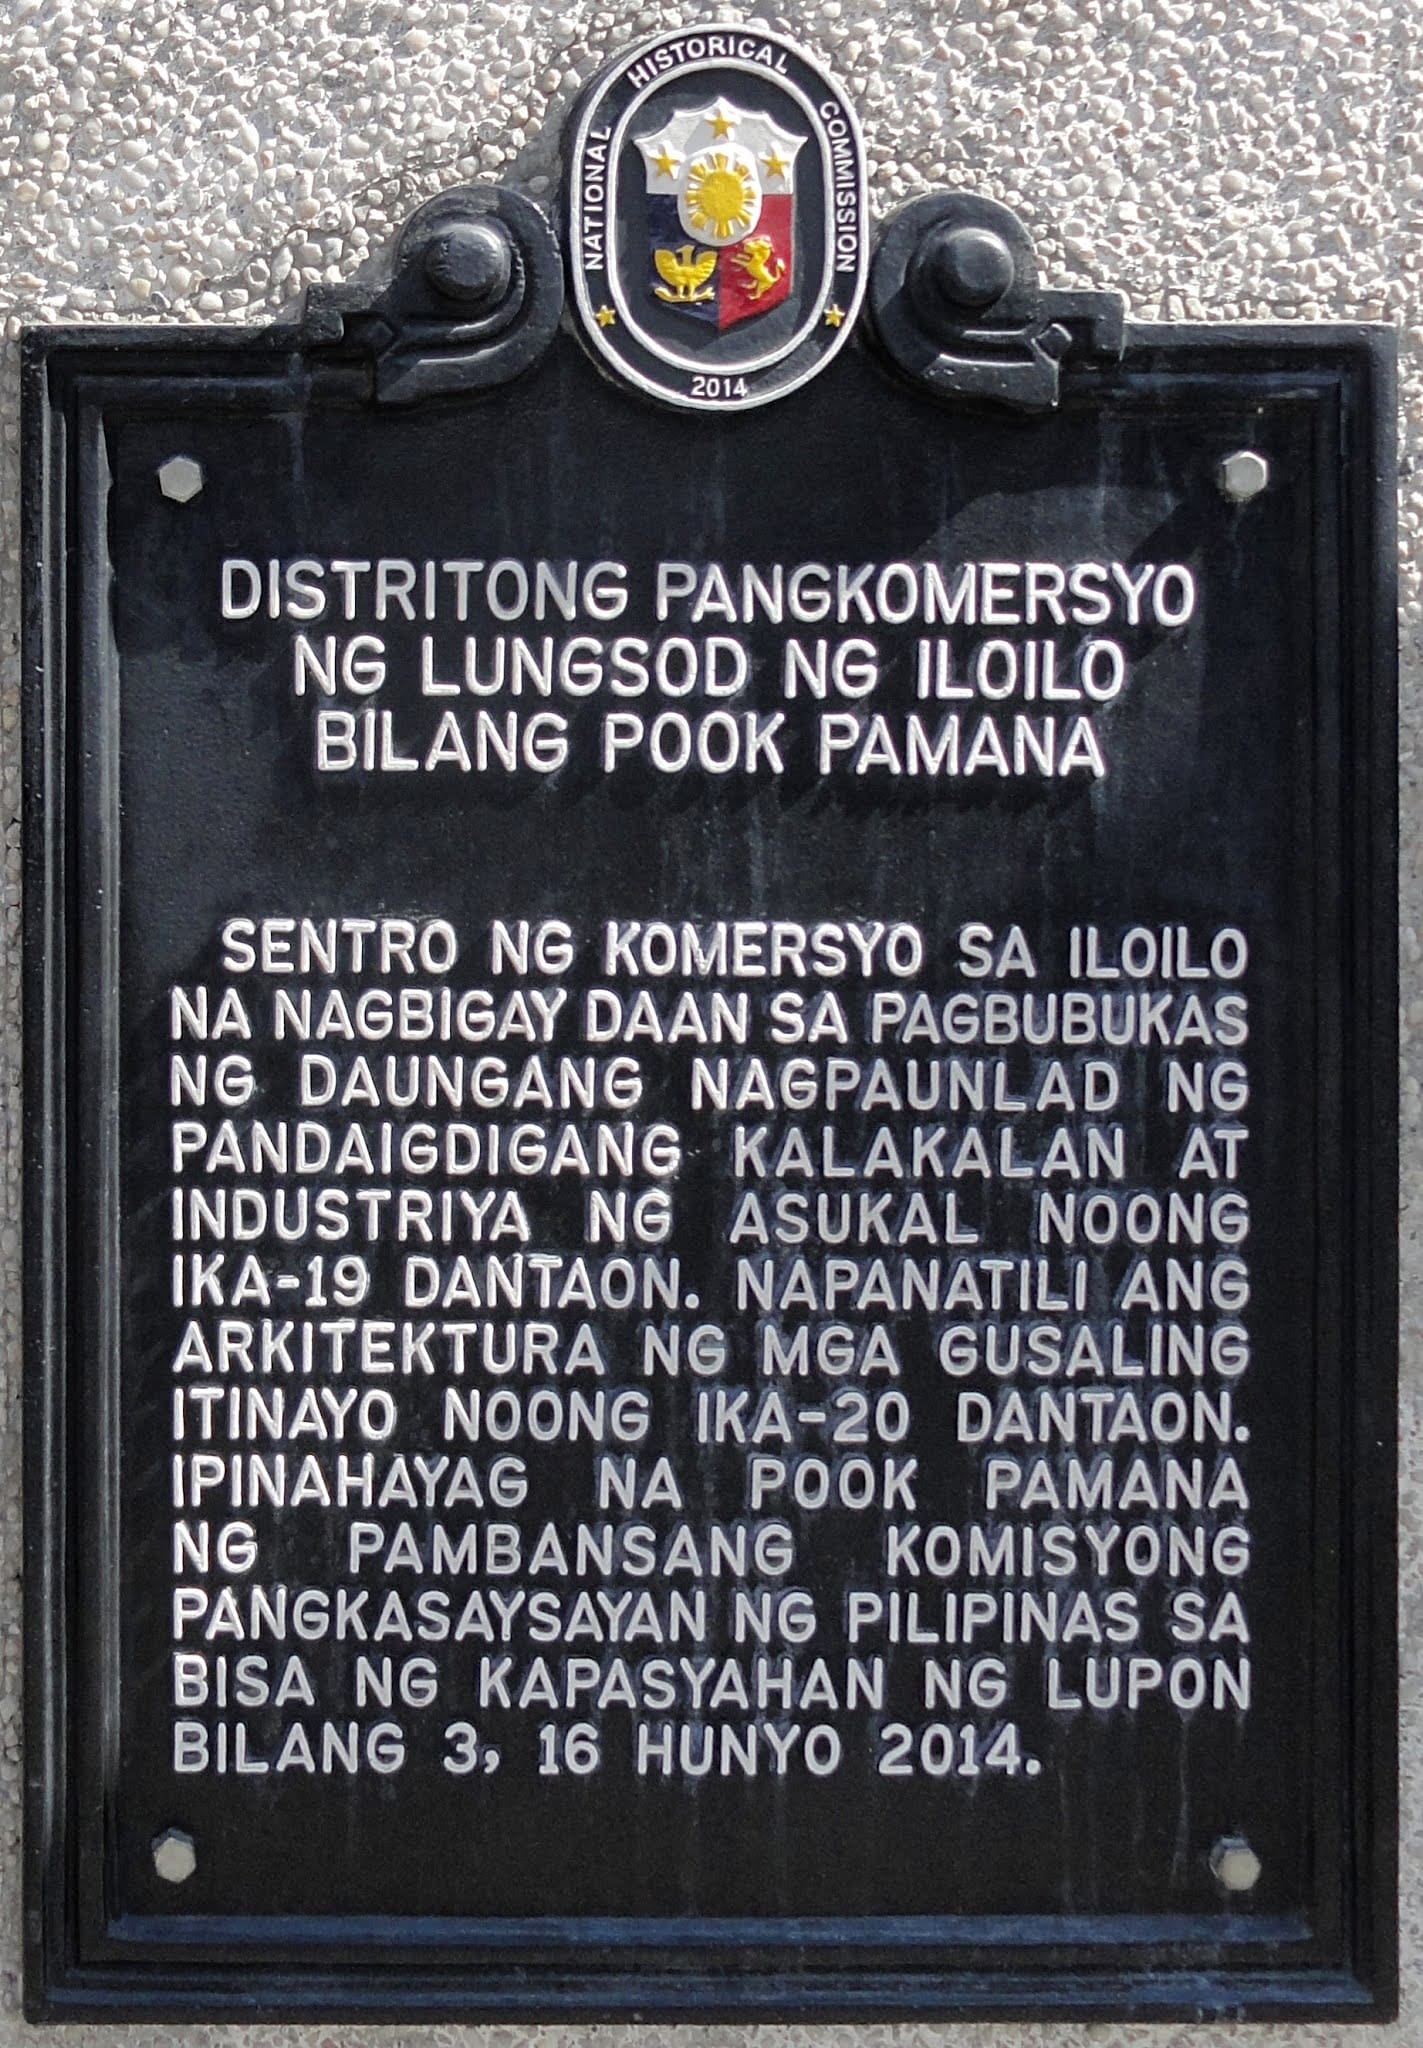 NATIONAL HISTORICAL COMMISSION
2014
DISTRITONG PANGKOMERSYO
NG LUNGSOD NG ILOILO
BILANG POOK PAMANA
SENTRO NG KOMERSYO SA ILOILO
NA NAGBIGAY DAAN SA PAGBUBUKAS
NG DAUNGANG NAGPAUNLAD NG
PANDAIGDIGANG KALAKALAN AT
INDUSTRIYA NG ASUKAL NOONG
IKA-19 DANTAON. NAPANATILI ANG
ARKITEKTURA NG MGA GUSALING
ITINAYO NOONG IKA-20 DANTAON.
IPINAHAYAG NA POOK PAMANA
NG PAMBANSANG KOMISYONG
PANGKASAYSAYAN NG PILIPINAS SA
BISA NG KAPASYAHAN NG LUPON
BILANG 3, 16 HUNYO 2014.